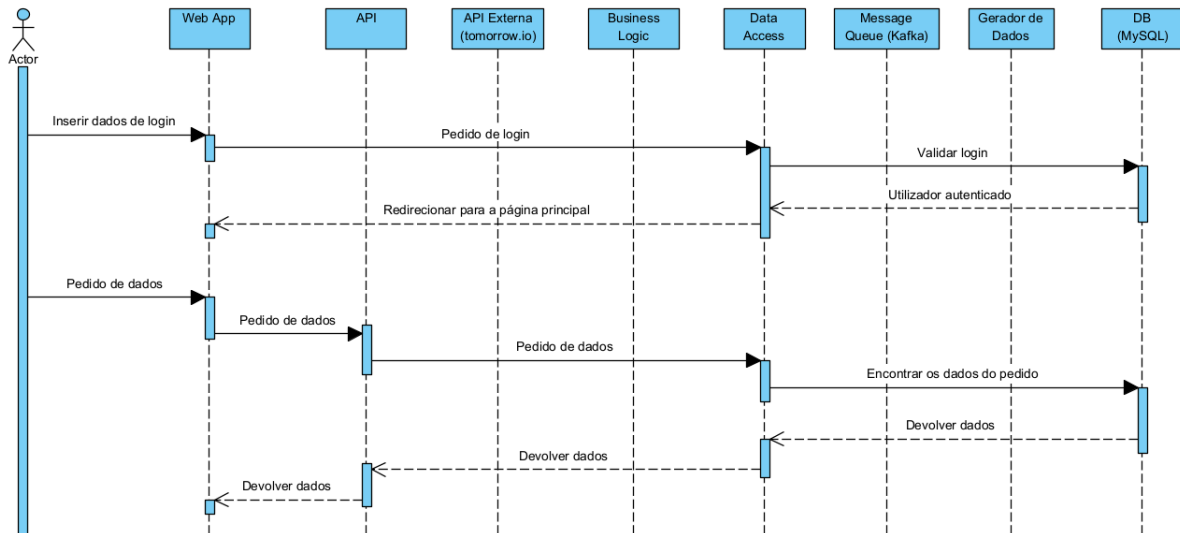 Web App
API
API Externa
(tomorrow.io)
Business
Logic
Data
Access
Message
Queue (Kafka)
Gerador de
Dados
DB
(MySQL)
Actor
Inserir dados de login
Pedido de login
Validar login
Utilizador autenticado
Redirecionar para a página principal
Pedido de dados
Pedido de dados
Pedido de dados
Encontrar os dados do pedido
Devolver dados
Devolver dados
Devolver dados